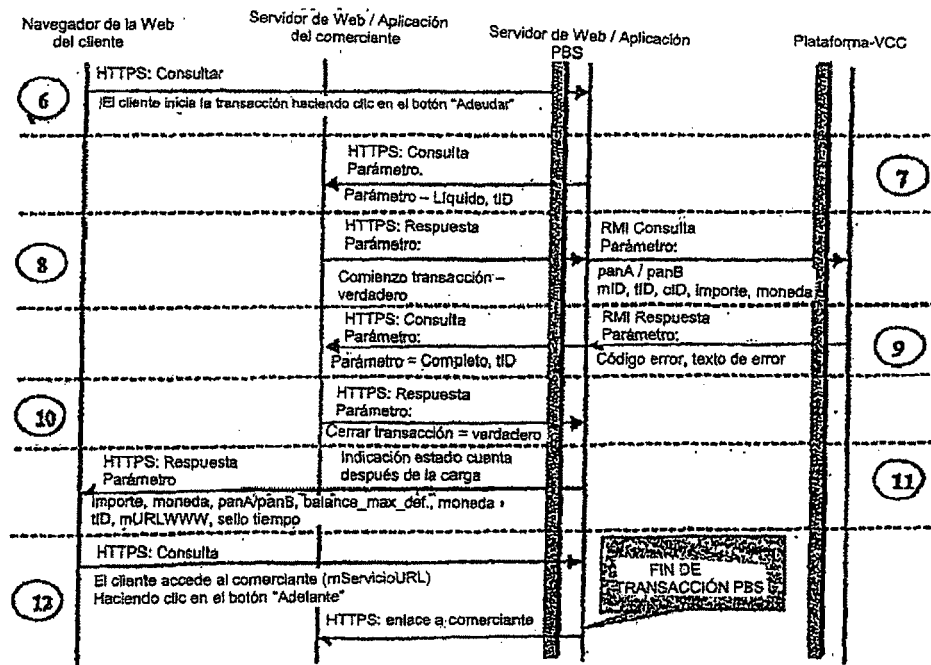 Navegador de la Web
del cliente
Servidor de Web / Aplicación
del comerciante
Servidor de Web / Aplicación
PBS
Plataforma-VCC
6
HTTPS: Consultar
El cliente inicia la transacción haciendo clic en el botón "Adeudar"
HTTPS: Consulta
Parámetro.
Parámetro – Líquido, tID
7
8
HTTPS: Respuesta
Parámetro:
Comienzo transacción –
verdadero
RMI Consulta
Parámetro:
panA / panB
mID, tID, cID, importe, moneda
HTTPS: Consulta
Parámetro:
Parámetro = Completo, tID
RMI Respuesta
Parámetro:
Código error, texto de error
9
10
HTTPS: Respuesta
Parámetro:
Cerrar transacción = verdadero
HTTPS: Respuesta
Parámetro
Indicación estado cuenta
después de la carga
importe, moneda, panA/panB, balance_max_def., moneda
tID, mURLWWW, sello tiempo
11
12
HTTPS: Consulta
El cliente accede al comerciante (mServicioURL)
Haciendo clic en el botón "Adelante"
FIN DE
TRANSACCIÓN PBS
HTTPS: enlace a comerciante